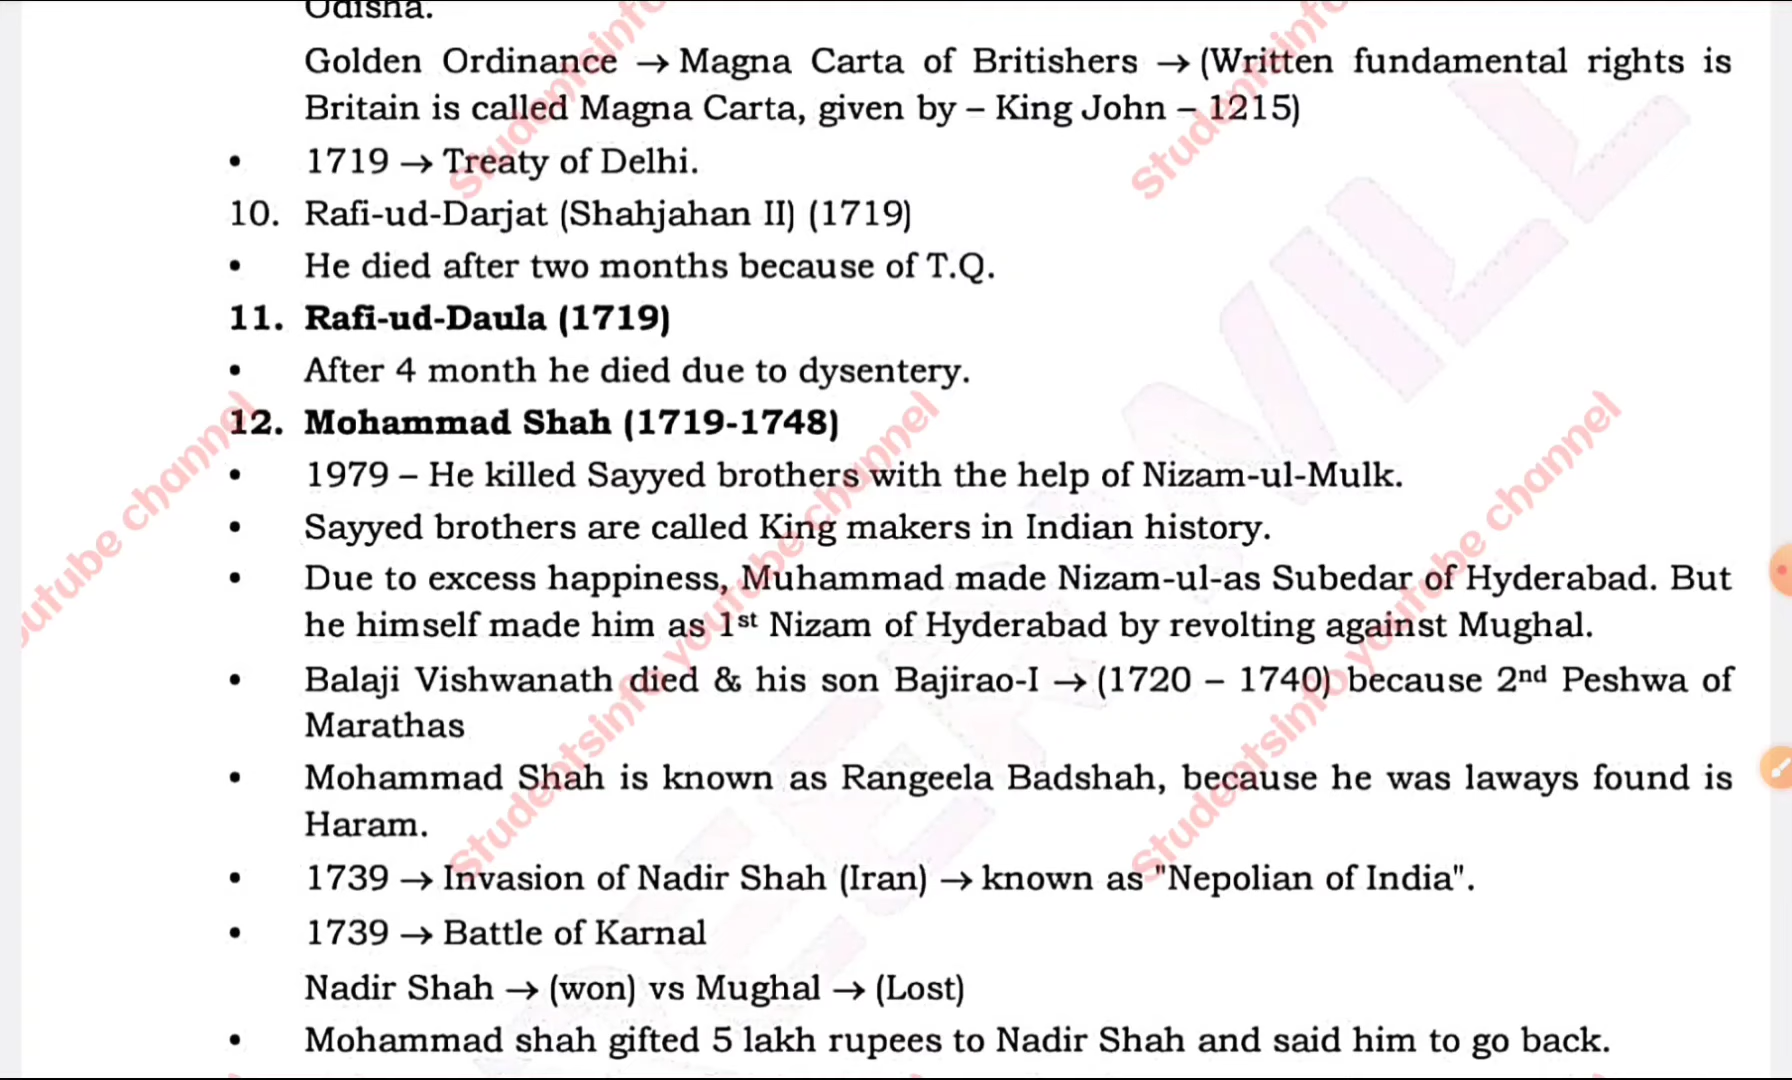 Odisha.
Golden Ordinance → Magna Carta of Britishers → (Written fundamental rights is
Britain is called Magna Carta, given by – King John – 1215)
• 1719 → Treaty of Delhi.
10. Rafi-ud-Darjat (Shahjahan II) (1719)
• He died after two months because of T.Q.
11. Rafi-ud-Daula (1719)
• After 4 month he died due to dysentery.
12. Mohammad Shah (1719-1748)
• 1979 – He killed Sayyed brothers with the help of Nizam-ul-Mulk.
• Sayyed brothers are called King makers in Indian history.
• Due to excess happiness, Muhammad made Nizam-ul-as Subedar of Hyderabad. But
he himself made him as 1st Nizam of Hyderabad by revolting against Mughal.
• Balaji Vishwanath died & his son Bajirao-I → (1720 – 1740) because 2nd Peshwa of
Marathas
• Mohammad Shah is known as Rangeela Badshah, because he was laways found is
Haram.
• 1739 → Invasion of Nadir Shah (Iran) → known as "Nepolian of India".
• 1739 → Battle of Karnal
Nadir Shah → (won) vs Mughal → (Lost)
• Mohammad shah gifted 5 lakh rupees to Nadir Shah and said him to go back.
Studentsinfo youtube channel
Studentsinfo youtube channel